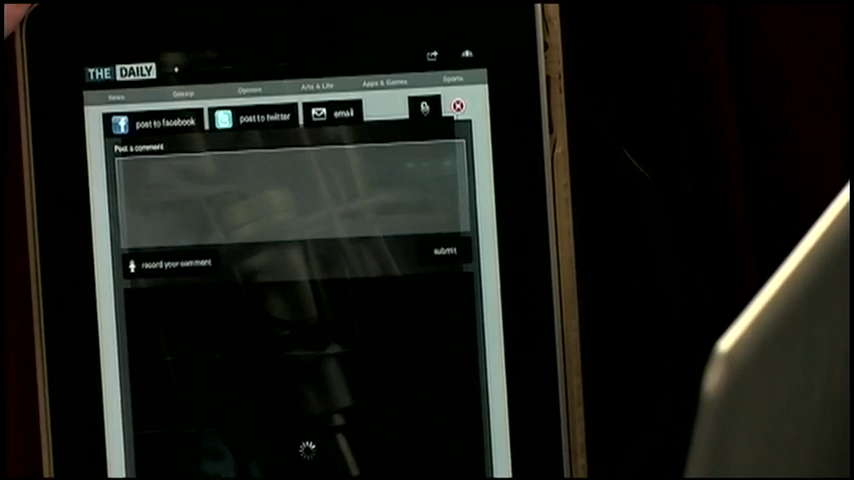 THE DAILY
News Gossip Opinion Arts & Life Apps & Games Sports
post to facebook post to twitter email
Post a comment
record your comment submit